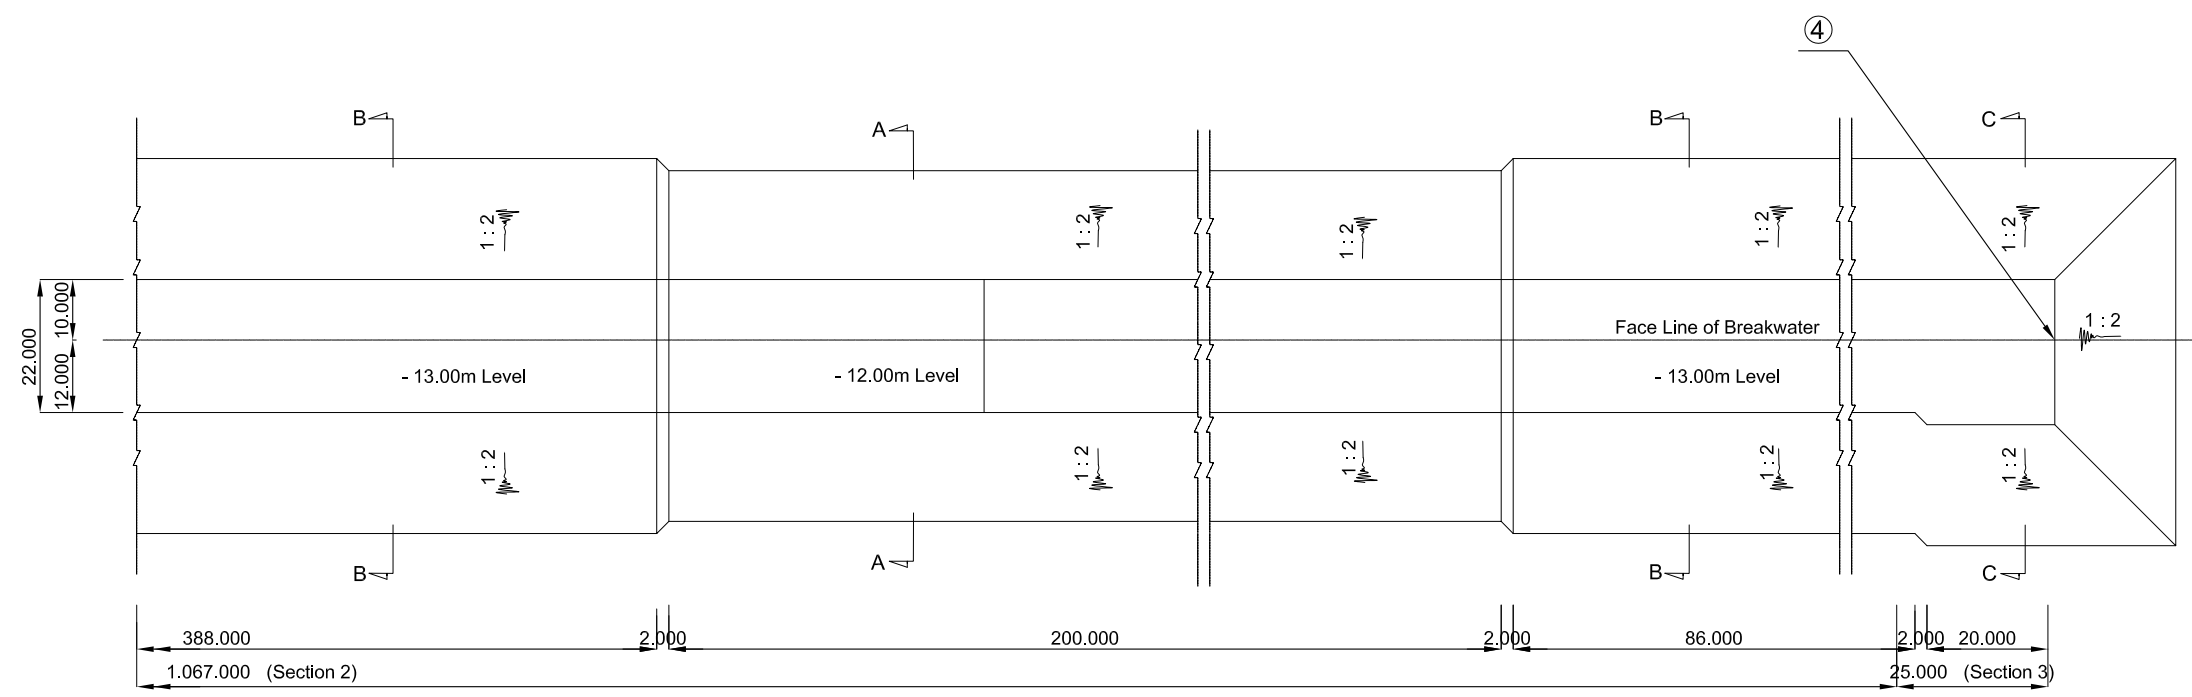 4
B
A
B
C
1 : 2
1 : 2
1 : 2
1 : 2
1 : 2
22.000
10.000
12.000
Face Line of Breakwater
1 : 2
- 13.00m Level
- 12.00m Level
- 13.00m Level
1 : 2
1 : 2
1 : 2
1 : 2
1 : 2
B
A
B
C
388.000
2.000
200.000
2.000
86.000
2.000
20.000
1.067.000 (Section 2)
25.000 (Section 3)